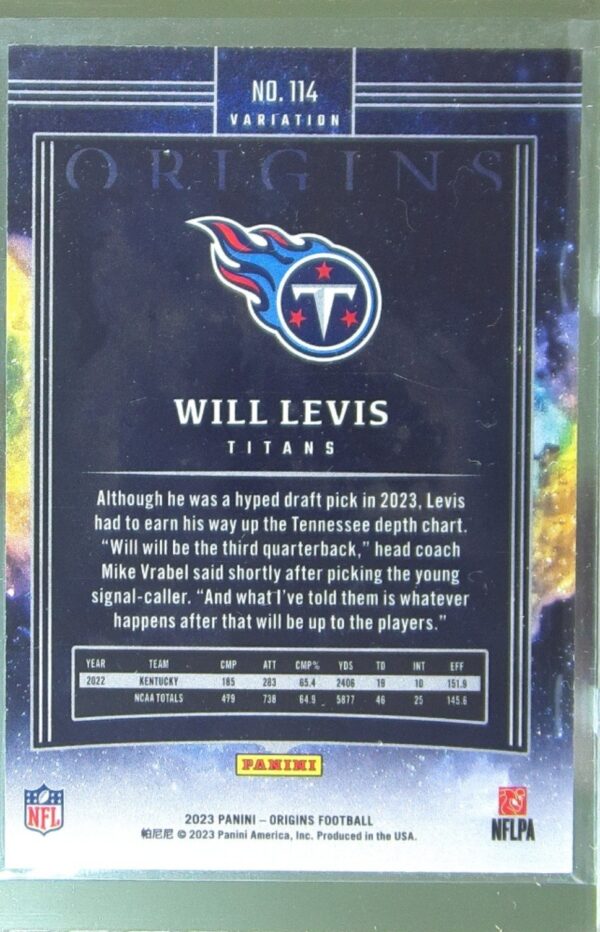 NO. 114
VARIATION
ORIGINS
T
WILL LEVIS
TITANS
Although he was a hyped draft pick in 2023, Levis
had to earn his way up the Tennessee depth chart.
“Will will be the third quarterback,” head coach
Mike Vrabel said shortly after picking the young
signal-caller. “And what I’ve told them is whatever
happens after that will be up to the players.”
YEAR TEAM CMP ATT CMP% YDS TD INT EFF
2022 KENTUCKY 185 283 65.4 2406 19 10 151.9
NCAA TOTALS 479 738 64.9 5877 46 25 145.6
PANINI
NFL
NFLPA
2023 PANINI – ORIGINS FOOTBALL
帕尼尼 © 2023 Panini America, Inc. Produced in the USA.